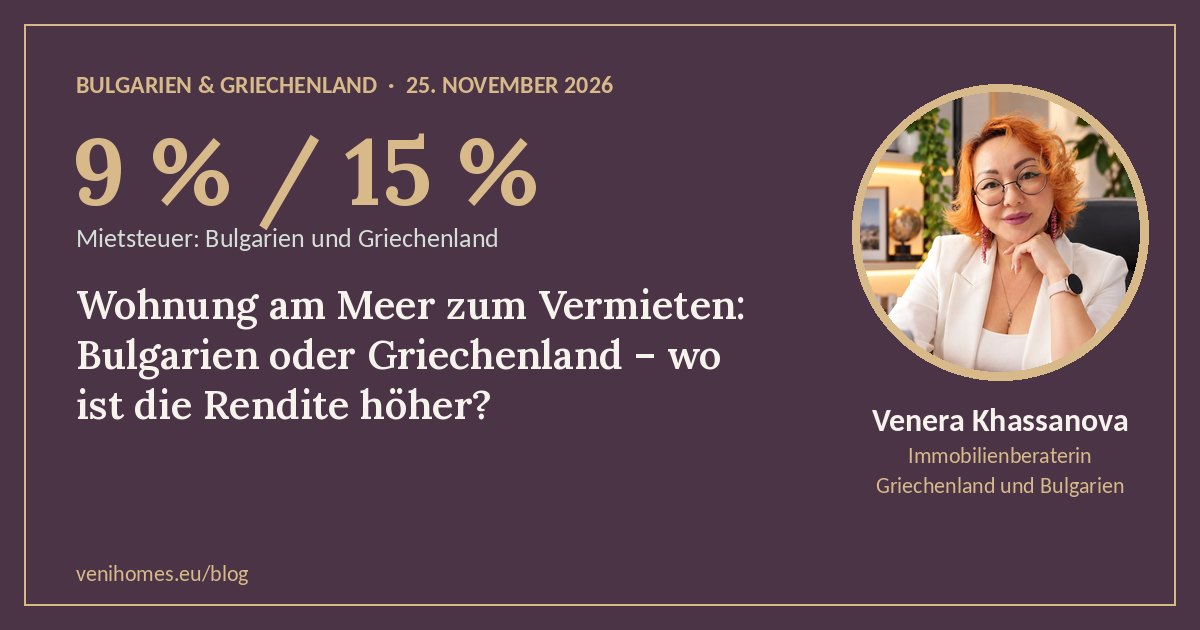 BULGARIEN & GRIECHENLAND · 25. NOVEMBER 2026
9 % / 15 %
Mietsteuer: Bulgarien und Griechenland
Wohnung am Meer zum Vermieten:
Bulgarien oder Griechenland – wo
ist die Rendite höher?
Venera Khassanova
Immobilienberaterin
Griechenland und Bulgarien
venihomes.eu/blog